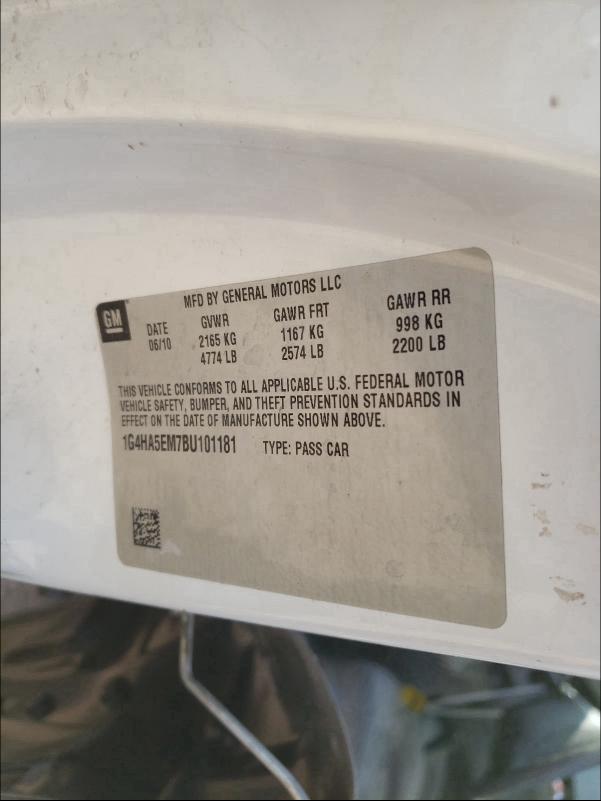 MFD BY GENERAL MOTORS LLC
GM
DATE GVWR GAWR FRT GAWR RR
06/10 2165 KG 1167 KG 998 KG
4774 LB 2574 LB 2200 LB
THIS VEHICLE CONFORMS TO ALL APPLICABLE U.S. FEDERAL MOTOR
VEHICLE SAFETY, BUMPER, AND THEFT PREVENTION STANDARDS IN
EFFECT ON THE DATE OF MANUFACTURE SHOWN ABOVE.
1G4HA5EM7BU101181 TYPE: PASS CAR